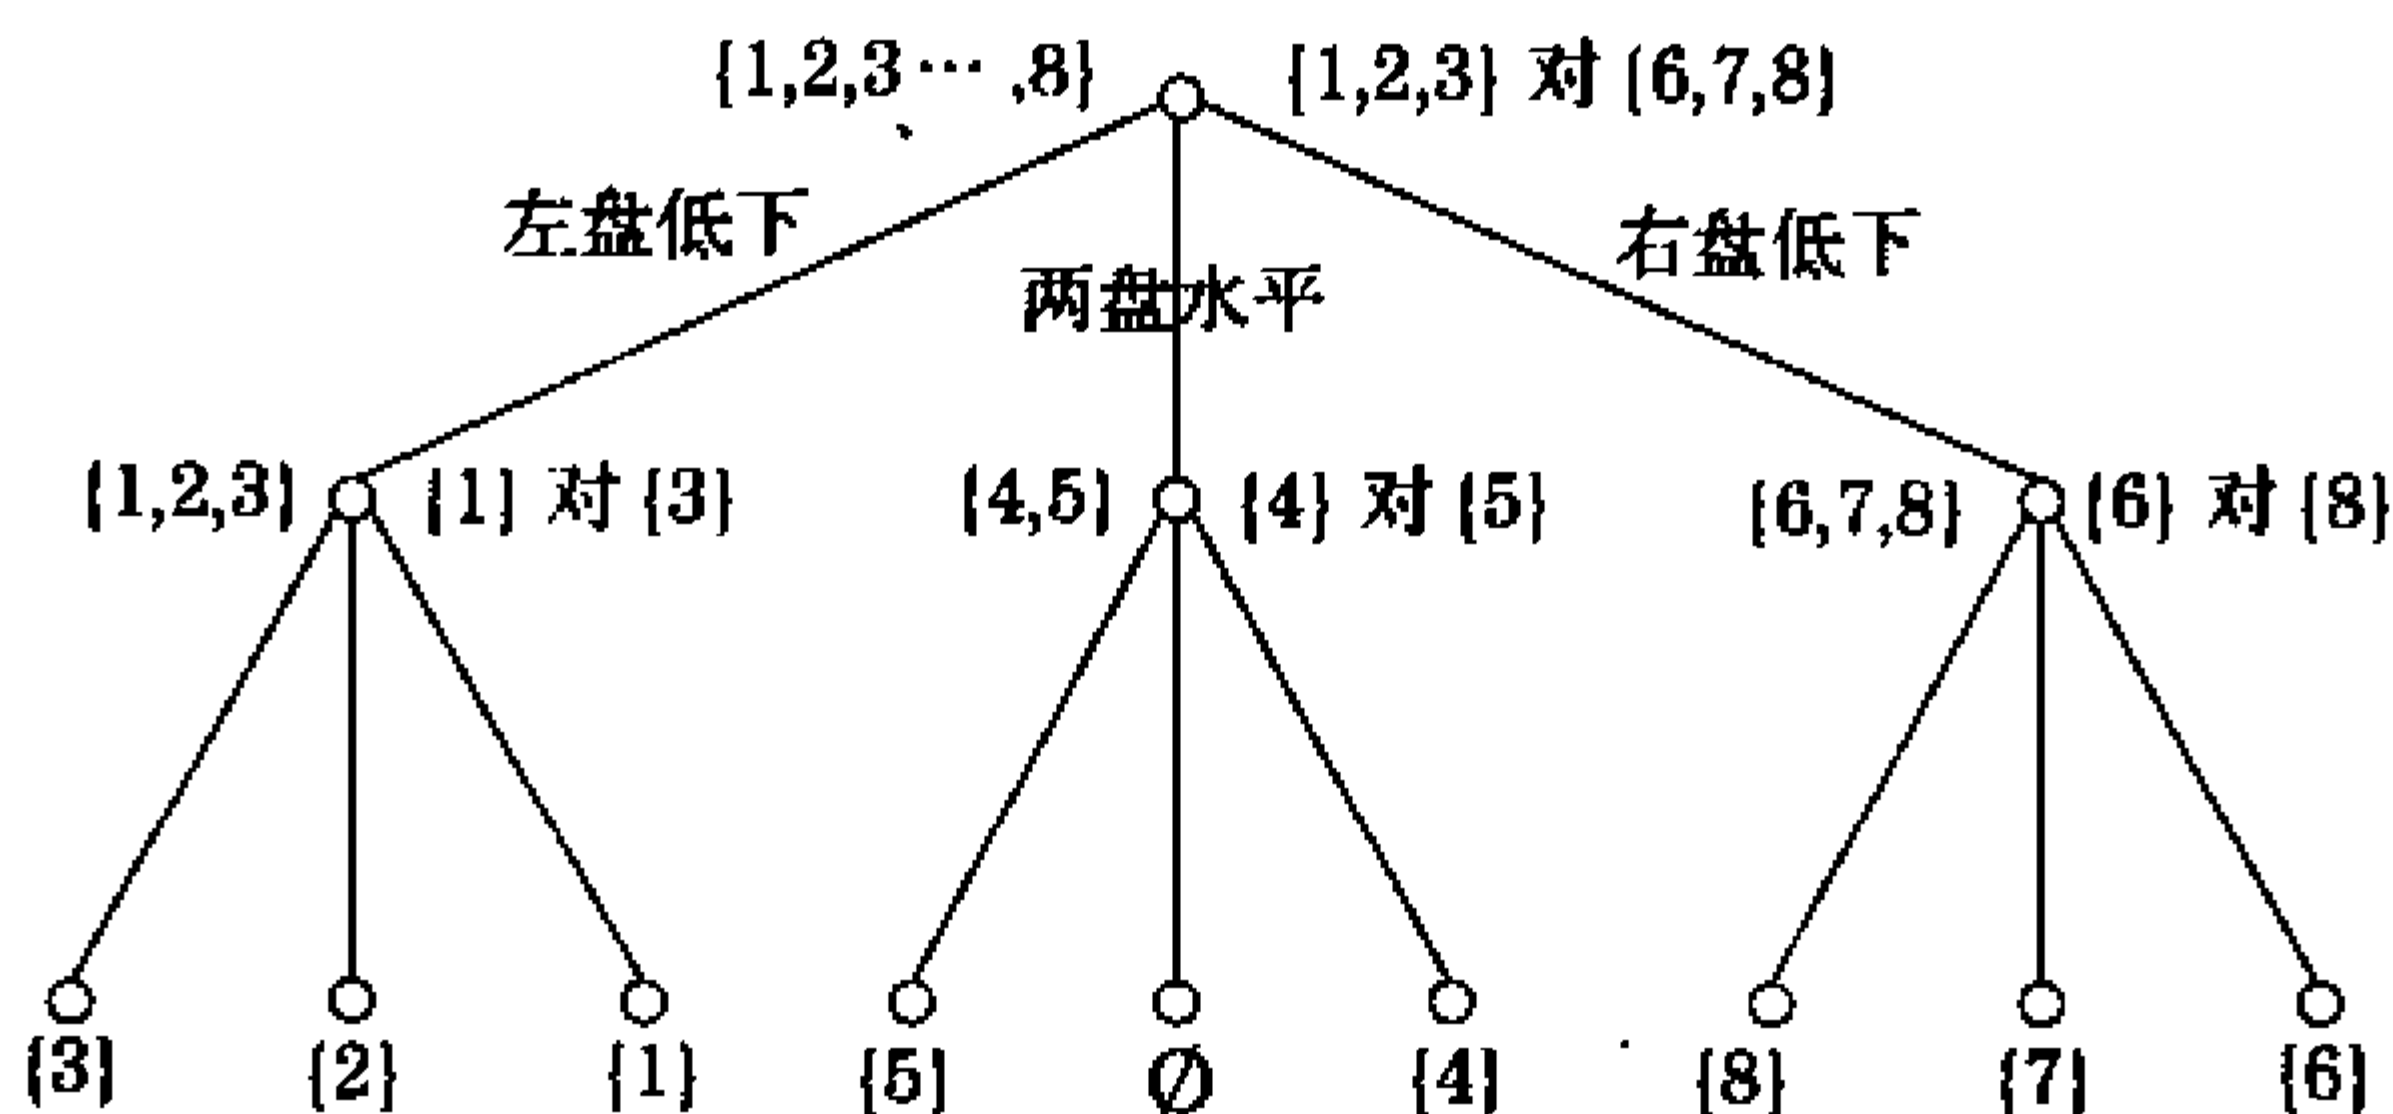 {1,2,3…,8} {1,2,3} 对 {6,7,8}
左盘低下
右盘低下
两盘水平
{1,2,3} {1} 对 {3} {4,5} {4} 对 {5} {6,7,8} {6} 对 {8}
{3} {2} {1} {5} ∅ {4} {8} {7} {6}